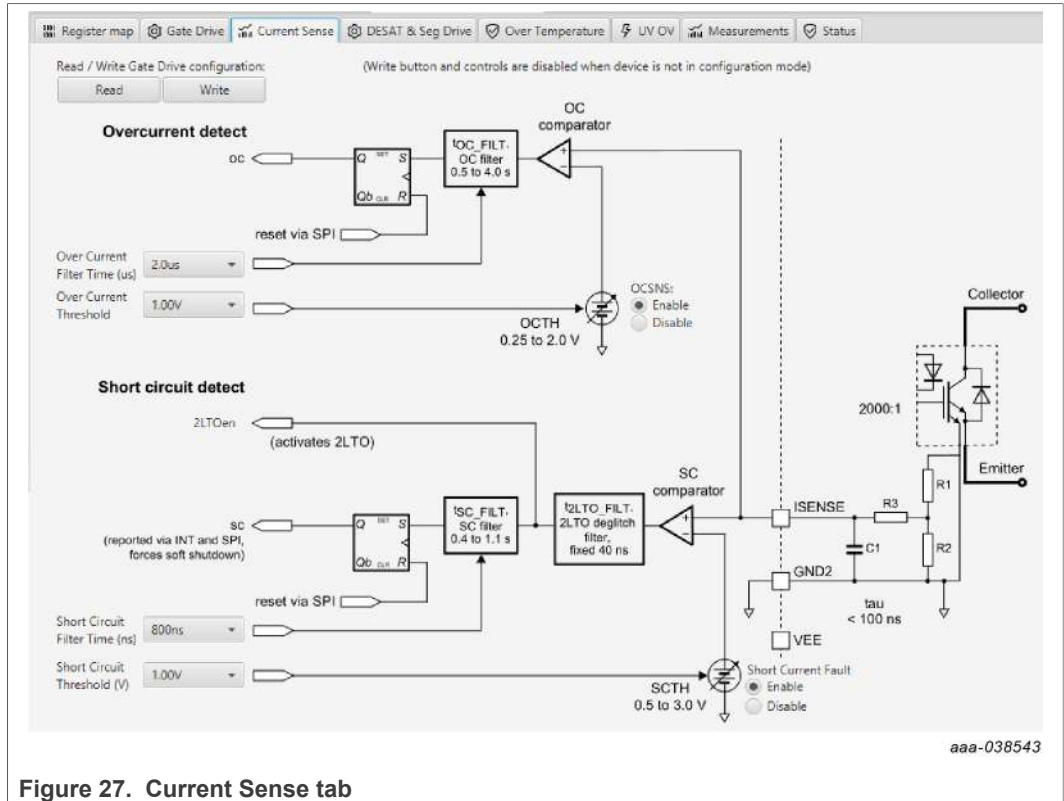 Register map Gate Drive Current Sense DESAT & Seg Drive Over Temperature UV OV Measurements Status
Read / Write Gate Drive configuration: (Write button and controls are disabled when device is not in configuration mode)
Read Write
OC
comparator
Overcurrent detect
OC
Q SET S
Qb CLR R
tOC_FILT,
OC filter
0.5 to 4.0 s
+
−
reset via SPI
Over Current
Filter Time (us)
2.0us
Over Current
Threshold
1.00V
OCTH
0.25 to 2.0 V
OCSNS:
Enable
Disable
Collector
2000:1
Emitter
Short circuit detect
2LTOen
(activates 2LTO)
SC
comparator
SC
(reported via INT and SPI,
forces soft shutdown)
Q SET S
Qb CLR R
tSC_FILT,
SC filter
0.4 to 1.1 s
t2LTO_FILT,
2LTO deglitch
filter,
fixed 40 ns
+
−
ISENSE
R3
R1
C1
R2
GND2
tau
< 100 ns
VEE
reset via SPI
Short Circuit
Filter Time (ns)
800ns
Short Circuit
Threshold (V)
1.00V
SCTH
0.5 to 3.0 V
Short Current Fault
Enable
Disable
aaa-038543
Figure 27. Current Sense tab